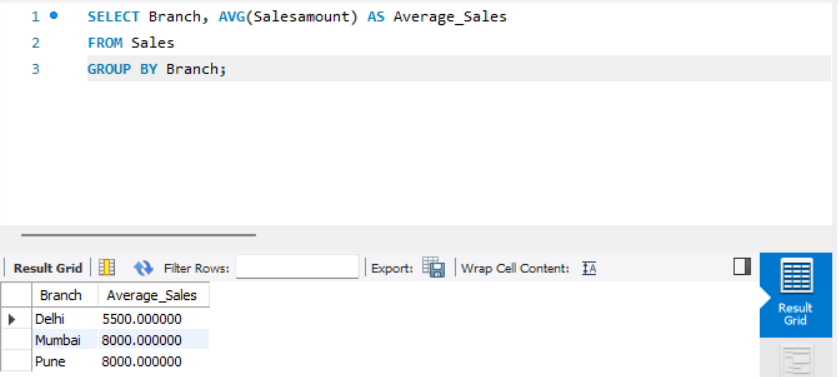 1 SELECT Branch, AVG(Salesamount) AS Average_Sales
2 FROM Sales
3 GROUP BY Branch;
Result Grid Filter Rows: Export: Wrap Cell Content: IA
Branch Average_Sales
Delhi 5500.000000
Mumbai 8000.000000
Pune 8000.000000
Result
Grid